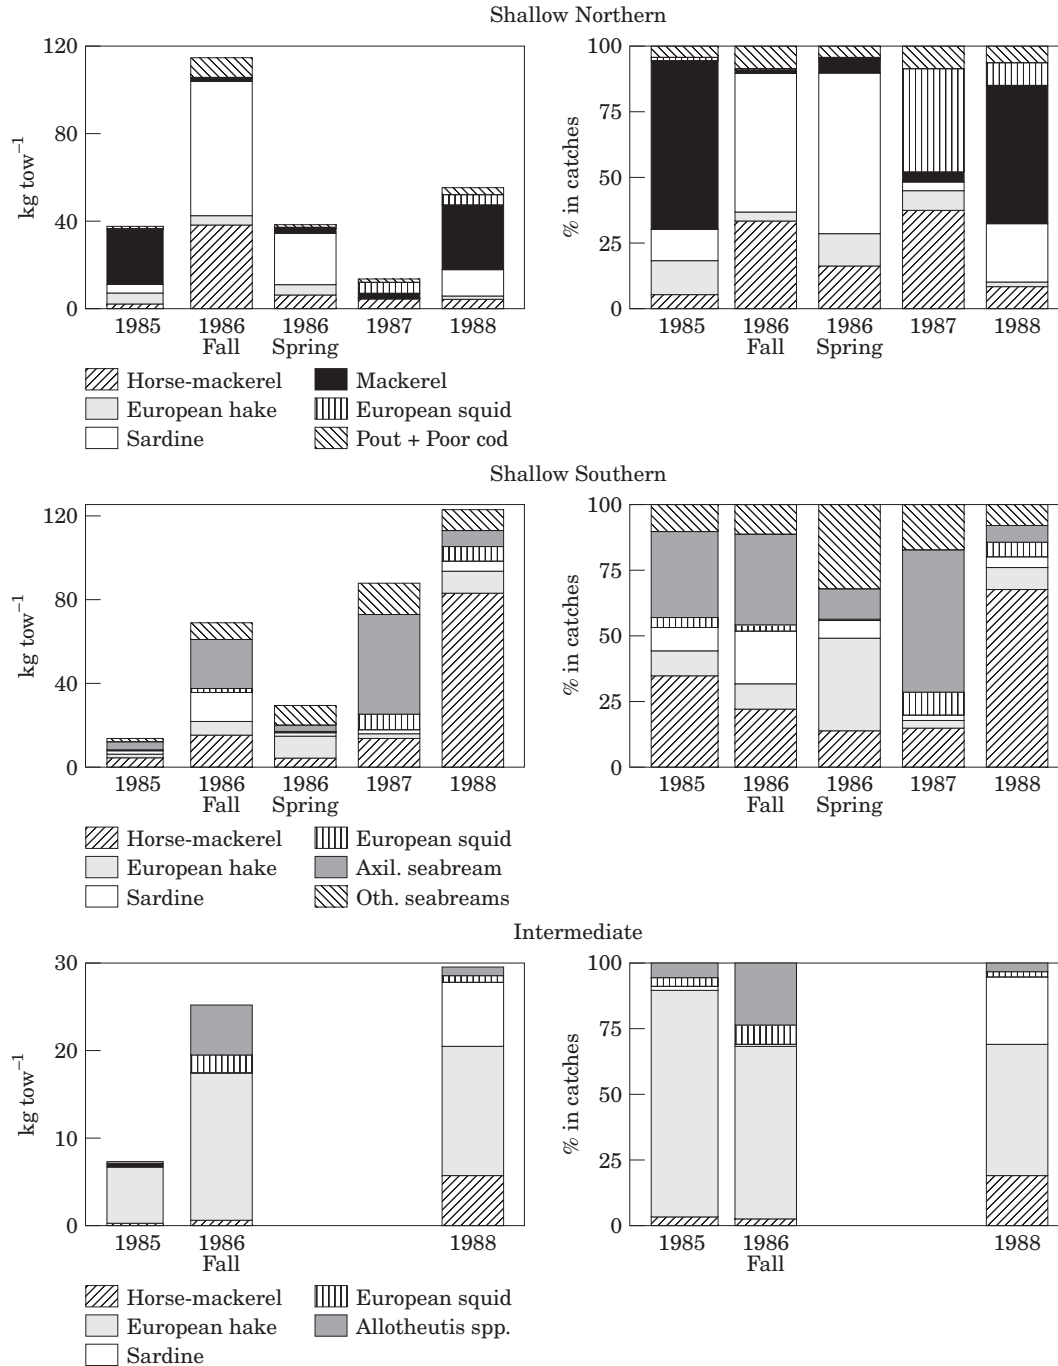 Shallow Northern
120
80
40
0
kg tow⁻¹
1985
1986
Fall
1986
Spring
1987
1988
100
75
50
25
0
% in catches
1985
1986
Fall
1986
Spring
1987
1988
Horse-mackerel
Mackerel
European hake
European squid
Sardine
Pout + Poor cod
Shallow Southern
120
80
40
0
kg tow⁻¹
1985
1986
Fall
1986
Spring
1987
1988
100
75
50
25
0
% in catches
1985
1986
Fall
1986
Spring
1987
1988
Horse-mackerel
European squid
European hake
Axil. seabream
Sardine
Oth. seabreams
Intermediate
30
20
10
0
kg tow⁻¹
1985
1986
Fall
1988
100
75
50
25
0
% in catches
1985
1986
Fall
1988
Horse-mackerel
European squid
European hake
Allotheutis spp.
Sardine